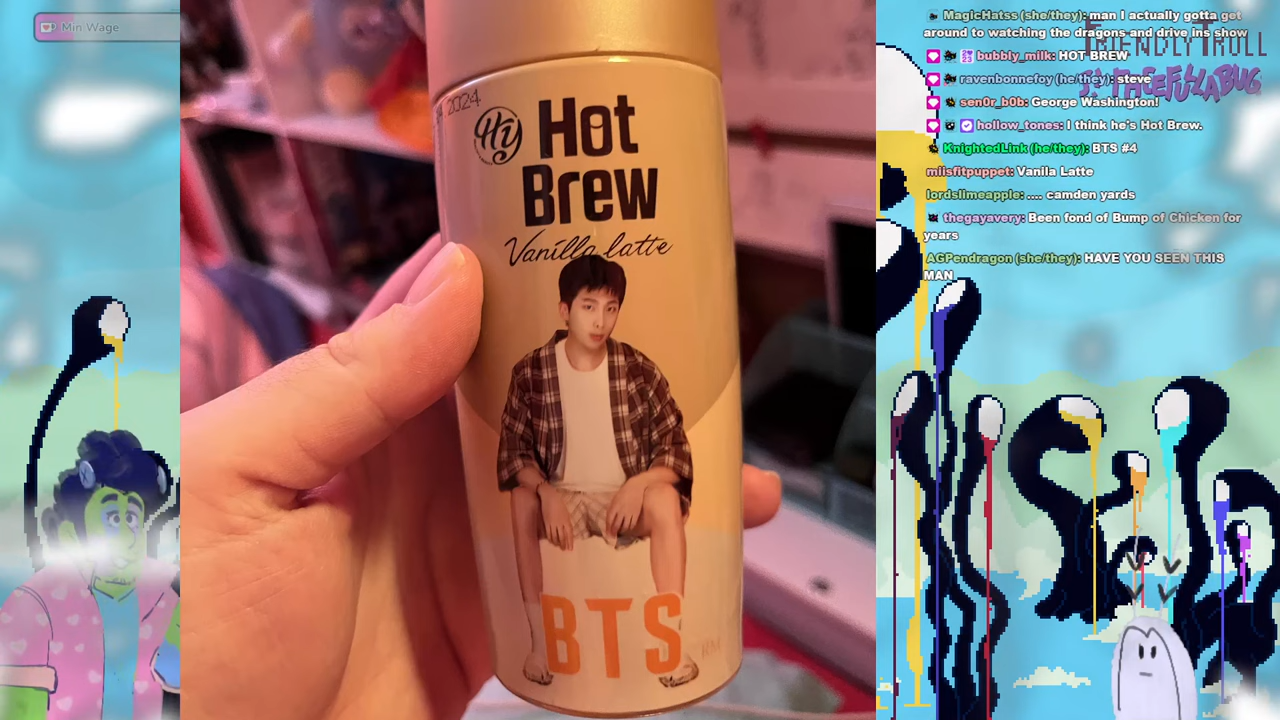 Min Wage
2024
Hy
Hot
Brew
Vanilla latte
BTS
RM
MagicHatss (she/they): man I actually gotta get
around to watching the dragons and drive ins show
bubbly_milk: HOT BREW
ravenbonnefoy (he/they): steve
sen0r_b0b: George Washington!
hollow_tones: I think he's Hot Brew.
KnightedLink (he/they): BTS #4
miisfitpuppet: Vanila Latte
lordslimeapple: .... camden yards
thegayavery: Been fond of Bump of Chicken for
years
AGPendragon (she/they): HAVE YOU SEEN THIS
MAN
FRIENDLYTROLL